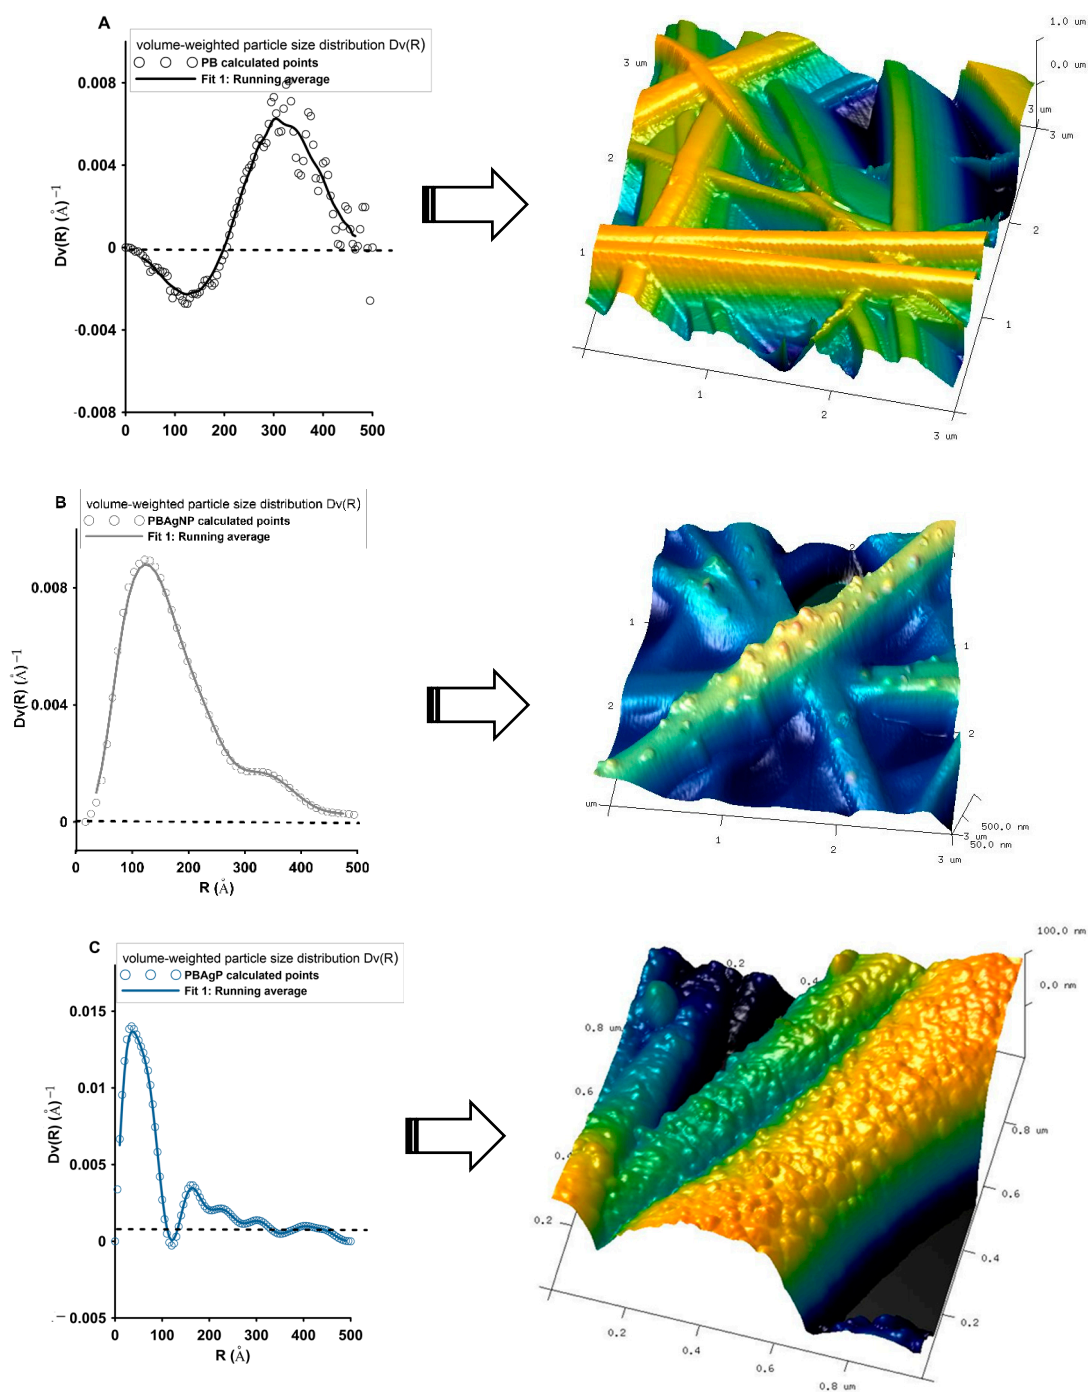 A
volume-weighted particle size distribution Dv(R)
PB calculated points
Fit 1: Running average
0.008
0.004
0
-0.004
-0.008
Dv(R) (Å)⁻¹
0 100 200 300 400 500
1.0 um
0.0 um
3 um
3 um
2
2
1
1
1
2
3 um
B
volume-weighted particle size distribution Dv(R)
PBAgNP calculated points
Fit 1: Running average
0.008
0.004
0
Dv(R) (Å)⁻¹
0 100 200 300 400 500
R (Å)
2
1
1
2
2
um
1
2
3 um
500.0 nm
3 um
50.0 nm
C
volume-weighted particle size distribution Dv(R)
PBAgP calculated points
Fit 1: Running average
0.015
0.01
0.005
0
-0.005
Dv(R) (Å)⁻¹
0 100 200 300 400 500
R (Å)
100.0 nm
0.0 nm
0.2
0.4
0.8 um
0.6
0.4
0.2
0.8 um
0.6
0.4
0.2
0.2
0.4
0.6
0.8 um